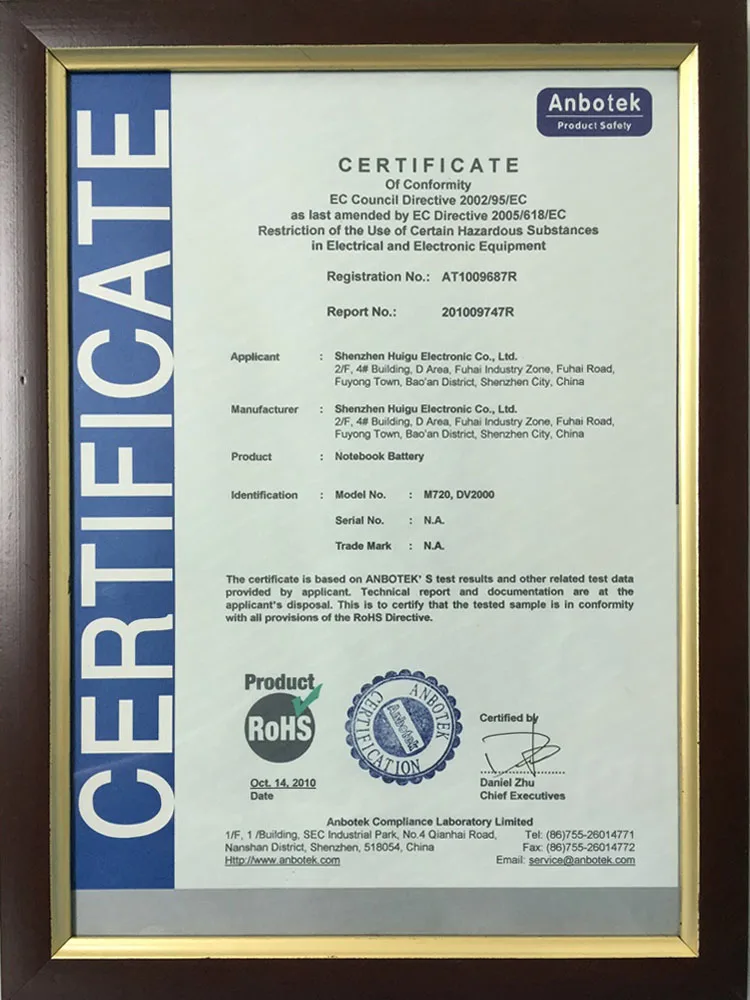 CERTIFICATE
Anbotek
Product Safety
CERTIFICATE
Of Conformity
EC Council Directive 2002/95/EC
as last amended by EC Directive 2005/618/EC
Restriction of the Use of Certain Hazardous Substances
in Electrical and Electronic Equipment
Registration No.: AT1009687R
Report No.: 201009747R
Applicant : Shenzhen Huigu Electronic Co., Ltd.
2/F, 4# Building, D Area, Fuhai Industry Zone, Fuhai Road,
Fuyong Town, Bao'an District, Shenzhen City, China
Manufacturer : Shenzhen Huigu Electronic Co., Ltd.
2/F, 4# Building, D Area, Fuhai Industry Zone, Fuhai Road,
Fuyong Town, Bao'an District, Shenzhen City, China
Product : Notebook Battery
Identification : Model No. : M720, DV2000
Serial No. : N.A.
Trade Mark : N.A.
The certificate is based on ANBOTEK' S test results and other related test data
provided by applicant. Technical report and documentation are at the
applicant's disposal. This is to certify that the tested sample is in conformity
with all provisions of the RoHS Directive.
Product
RoHS
ANBOTEK
Anbotek
CERTIFICATION
Certified by
Oct. 14, 2010
Date
Daniel Zhu
Chief Executives
Anbotek Compliance Laboratory Limited
1/F, 1 /Building, SEC Industrial Park, No.4 Qianhai Road, Tel: (86)755-26014771
Nanshan District, Shenzhen, 518054, China Fax: (86)755-26014772
Http://www.anbotek.com Email: service@anbotek.com